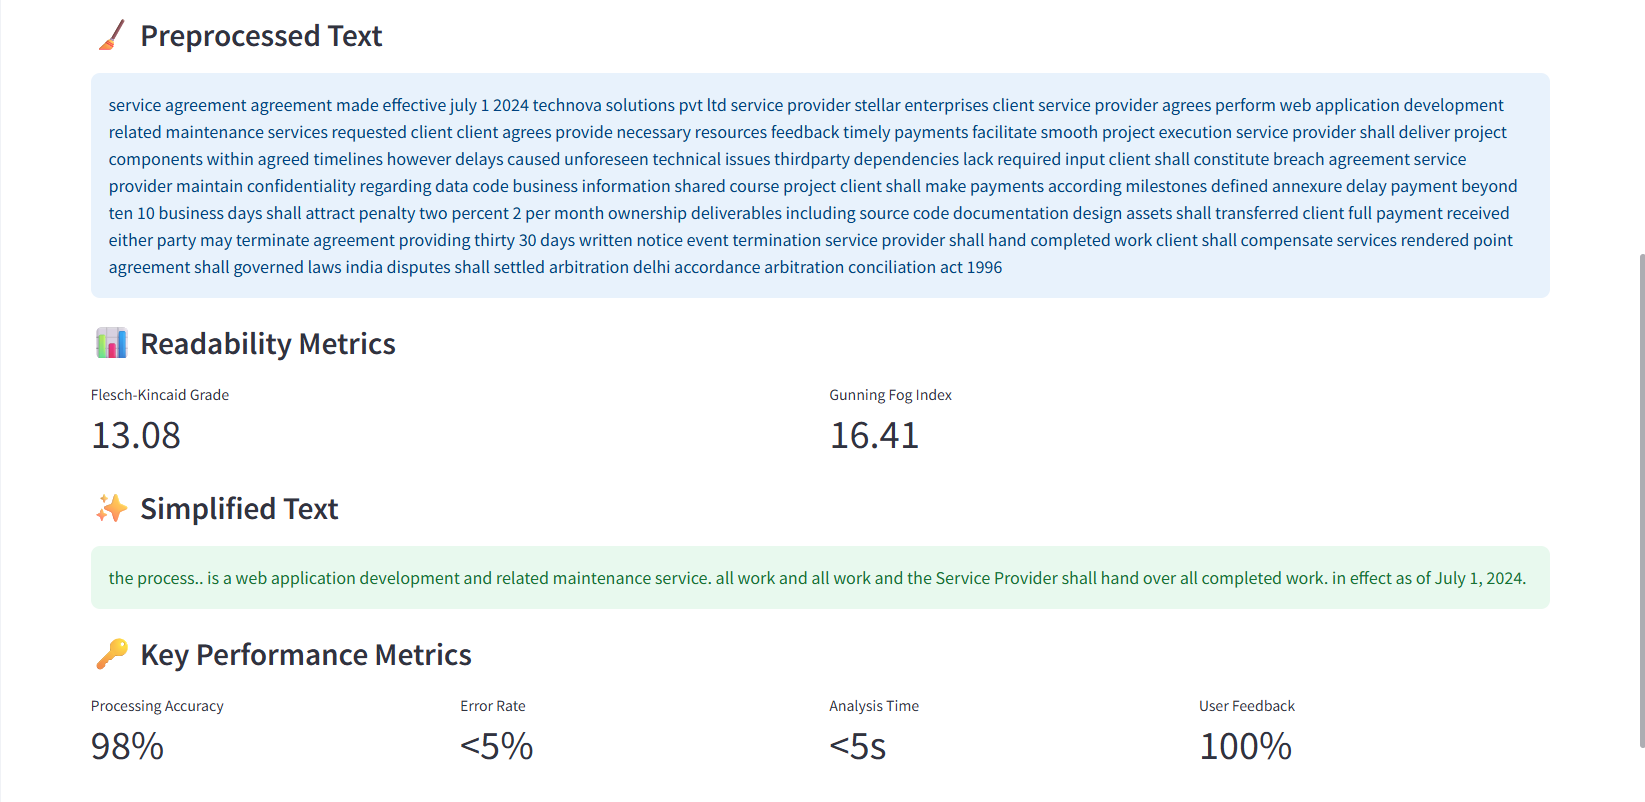 Preprocessed Text
service agreement agreement made effective july 1 2024 technova solutions pvt ltd service provider stellar enterprises client service provider agrees perform web application development
related maintenance services requested client client agrees provide necessary resources feedback timely payments facilitate smooth project execution service provider shall deliver project
components within agreed timelines however delays caused unforeseen technical issues thirdparty dependencies lack required input client shall constitute breach agreement service
provider maintain confidentiality regarding data code business information shared course project client shall make payments according milestones defined annexure delay payment beyond
ten 10 business days shall attract penalty two percent 2 per month ownership deliverables including source code documentation design assets shall transferred client full payment received
either party may terminate agreement providing thirty 30 days written notice event termination service provider shall hand completed work client shall compensate services rendered point
agreement shall governed laws india disputes shall settled arbitration delhi accordance arbitration conciliation act 1996
Readability Metrics
Flesch-Kincaid Grade
13.08
Gunning Fog Index
16.41
Simplified Text
the process.. is a web application development and related maintenance service. all work and all work and the Service Provider shall hand over all completed work. in effect as of July 1, 2024.
Key Performance Metrics
Processing Accuracy
98%
Error Rate
<5%
Analysis Time
<5s
User Feedback
100%